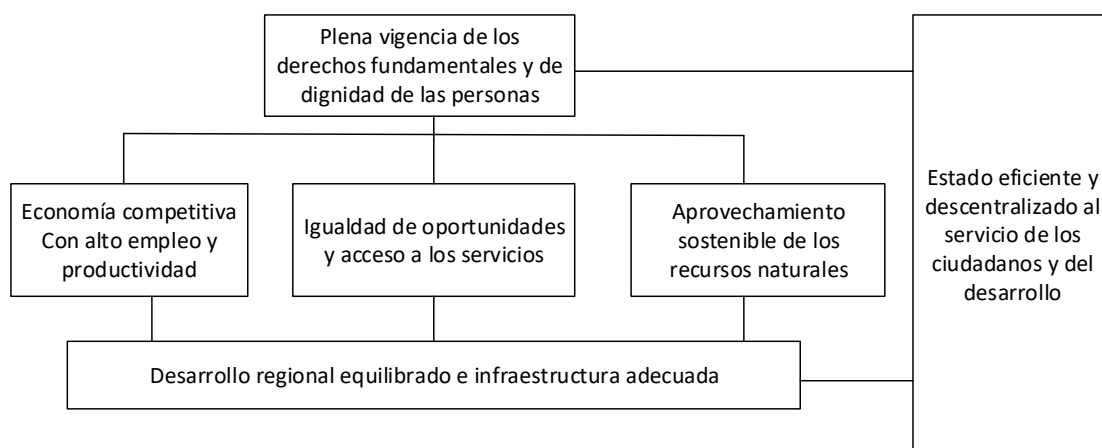 Plena vigencia de los
derechos fundamentales y de
dignidad de las personas
Economía competitiva
Con alto empleo y
productividad
Igualdad de oportunidades
y acceso a los servicios
Aprovechamiento
sostenible de los
recursos naturales
Estado eficiente y
descentralizado al
servicio de los
ciudadanos y del
desarrollo
Desarrollo regional equilibrado e infraestructura adecuada